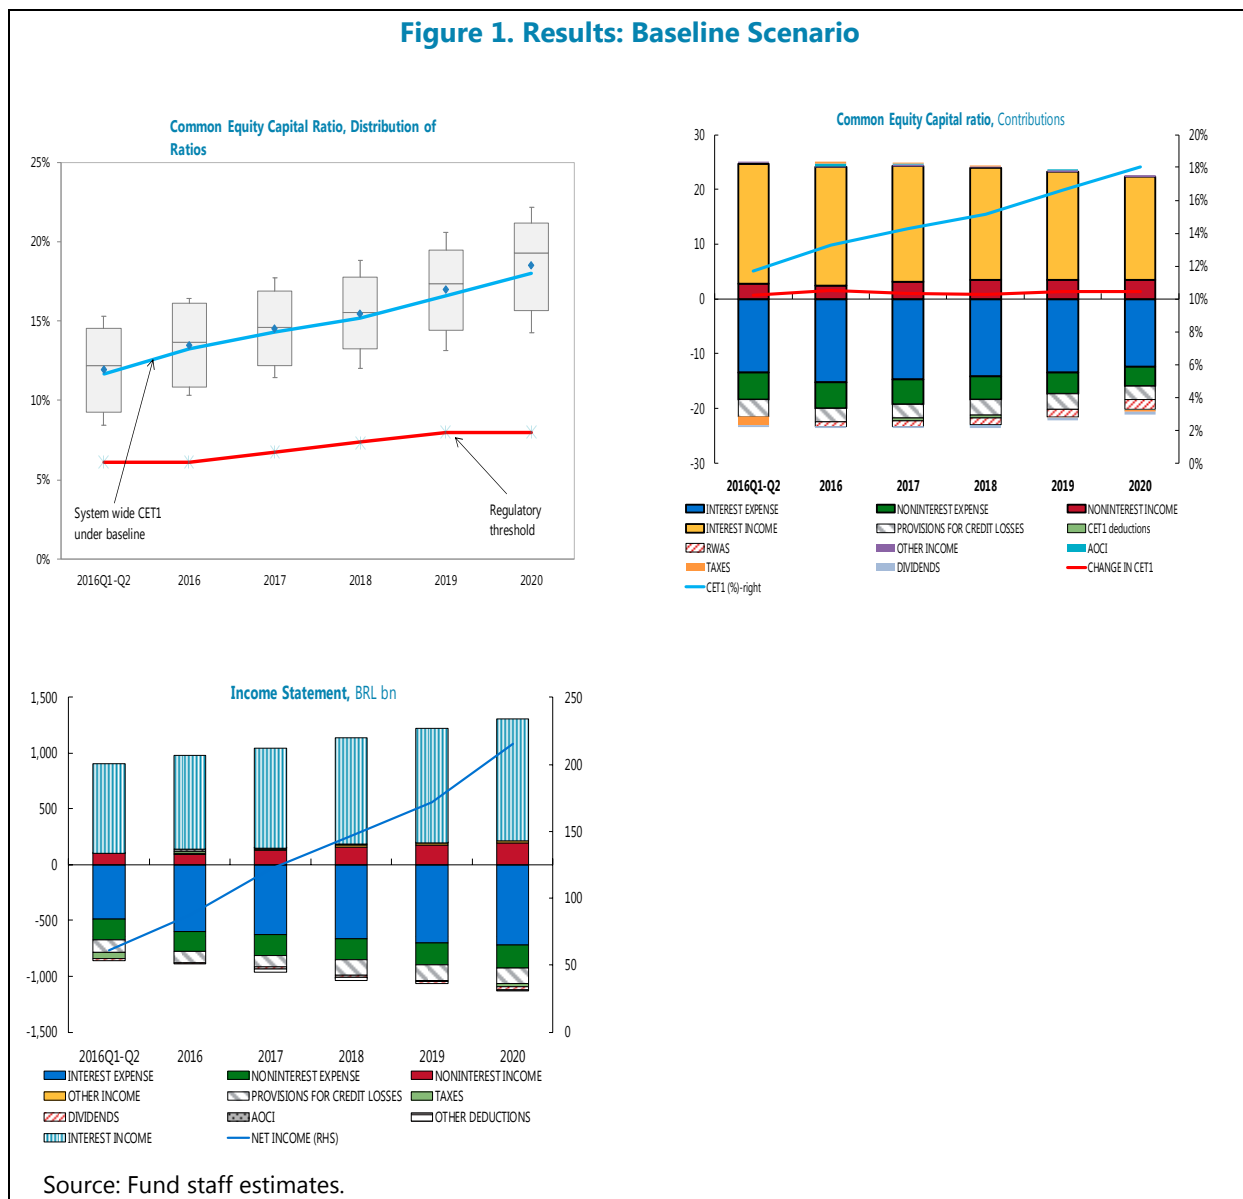 Figure 1. Results: Baseline Scenario
Common Equity Capital Ratio, Distribution of
Ratios
25%
20%
15%
10%
5%
0%
System wide CET1
under baseline
Regulatory
threshold
2016Q1-Q2 2016 2017 2018 2019 2020
Common Equity Capital ratio, Contributions
30
20
10
0
-10
-20
-30
20%
18%
16%
14%
12%
10%
8%
6%
4%
2%
0%
2016Q1-Q2 2016 2017 2018 2019 2020
INTEREST EXPENSE NONINTEREST EXPENSE NONINTEREST INCOME
INTEREST INCOME PROVISIONS FOR CREDIT LOSSES CET1 deductions
RWAS OTHER INCOME AOCI
TAXES DIVIDENDS CHANGE IN CET1
CET1 (%)-right
Income Statement, BRL bn
1,500
1,000
500
0
-500
-1,000
-1,500
250
200
150
100
50
0
2016Q1-Q2 2016 2017 2018 2019 2020
INTEREST EXPENSE NONINTEREST EXPENSE NONINTEREST INCOME
OTHER INCOME PROVISIONS FOR CREDIT LOSSES TAXES
DIVIDENDS AOCI OTHER DEDUCTIONS
INTEREST INCOME NET INCOME (RHS)
Source: Fund staff estimates.